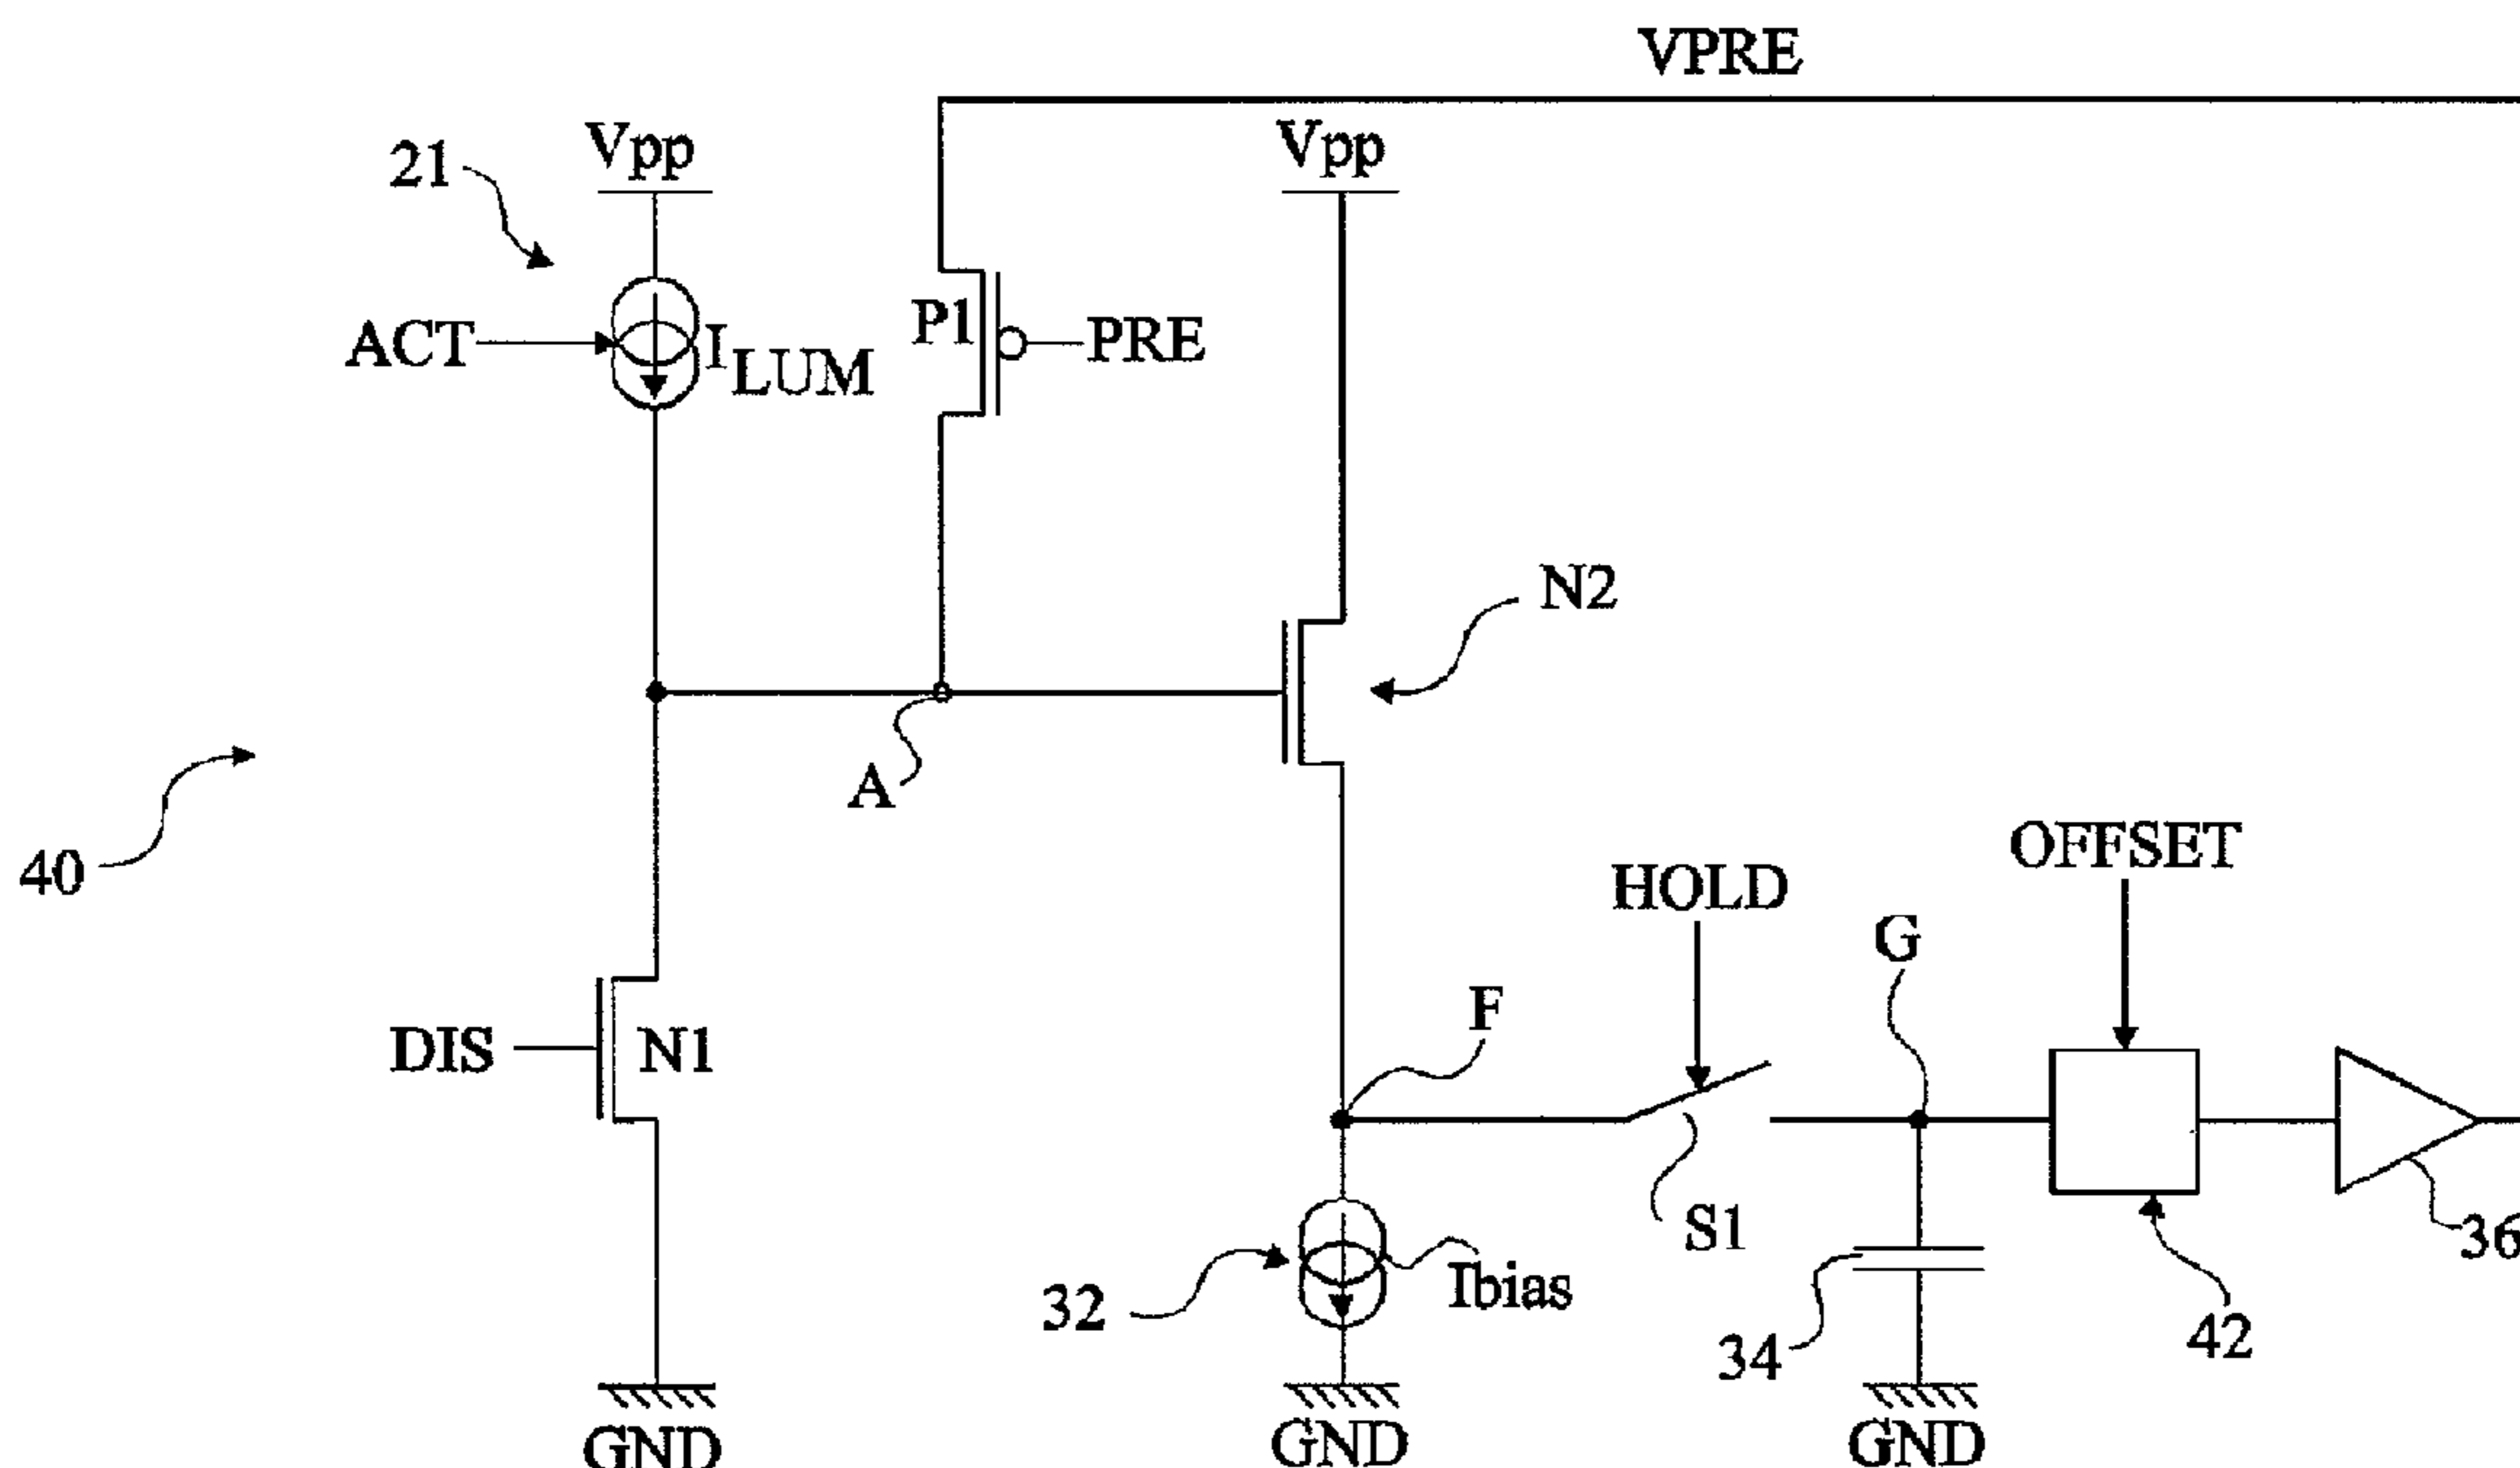 VPRE
21
Vpp
Vpp
ACT
I LUM
P1
PRE
N2
A
40
OFFSET
HOLD
G
F
DIS
N1
S1
36
32
Ibias
34
42
GND
GND
GND